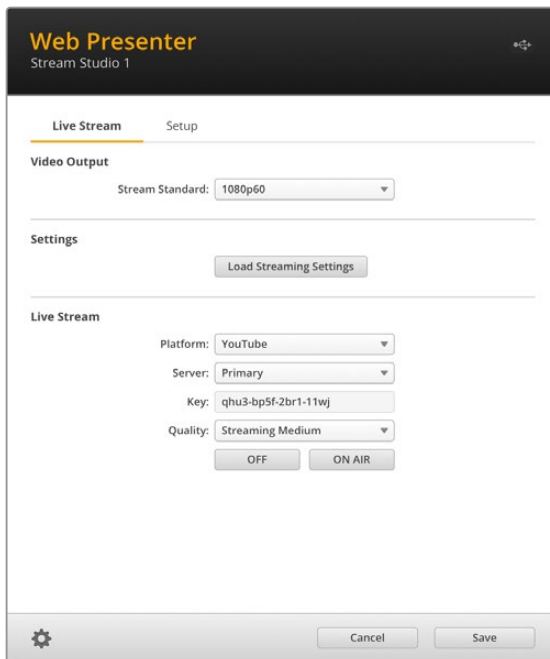 Web Presenter
Stream Studio 1
Live Stream Setup
Video Output
Stream Standard: 1080p60
Settings
Load Streaming Settings
Live Stream
Platform: YouTube
Server: Primary
Key: qhu3-bp5f-2br1-11wj
Quality: Streaming Medium
OFF ON AIR
Cancel Save